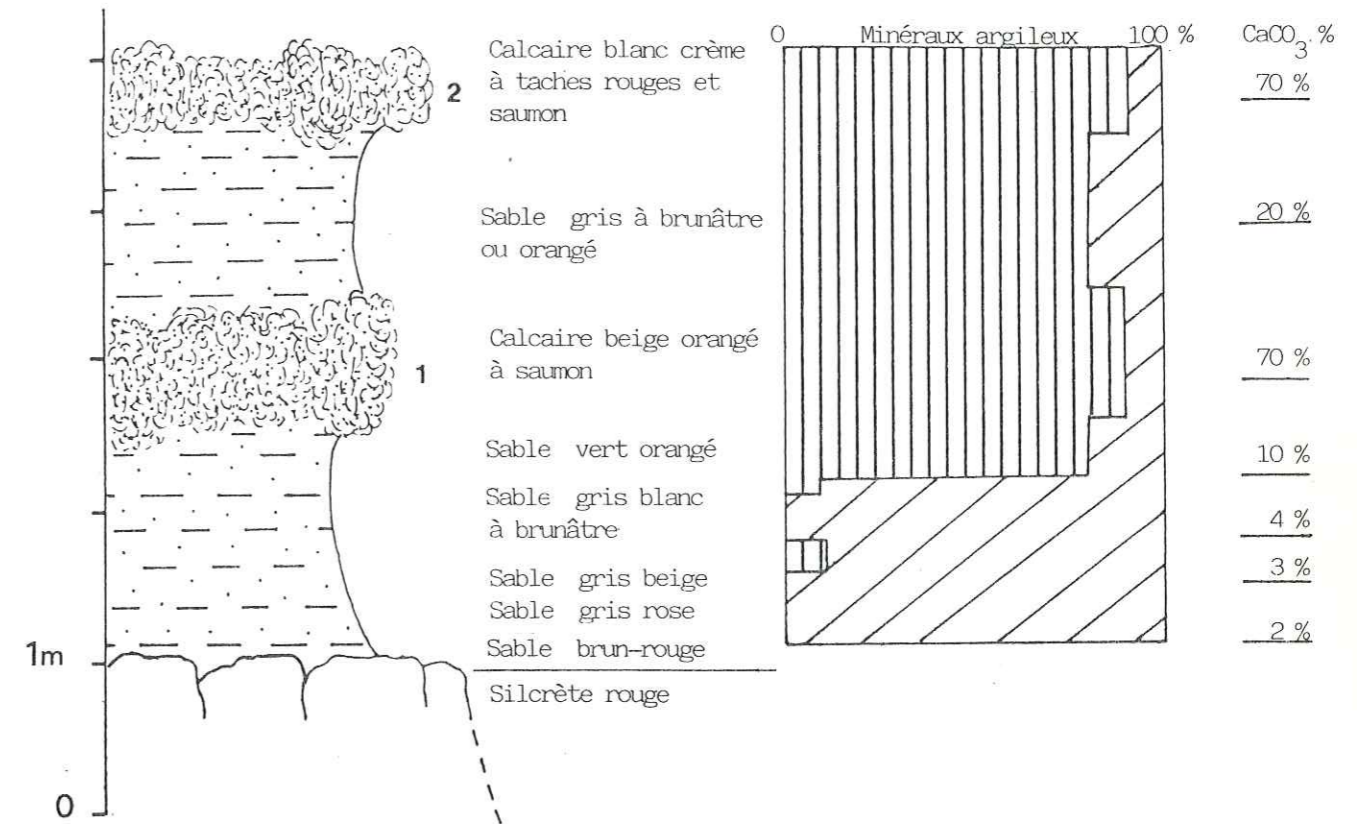 0 Minéraux argileux 100 % CaCO3 %
Calcaire blanc crème
à taches rouges et
saumon
2
70 %
Sable gris à brunâtre
ou orangé
20 %
Calcaire beige orangé
à saumon
1
70 %
Sable vert orangé
10 %
Sable gris blanc
à brunâtre
4 %
Sable gris beige
3 %
Sable gris rose
Sable brun-rouge
2 %
1m
Silcrète rouge
0